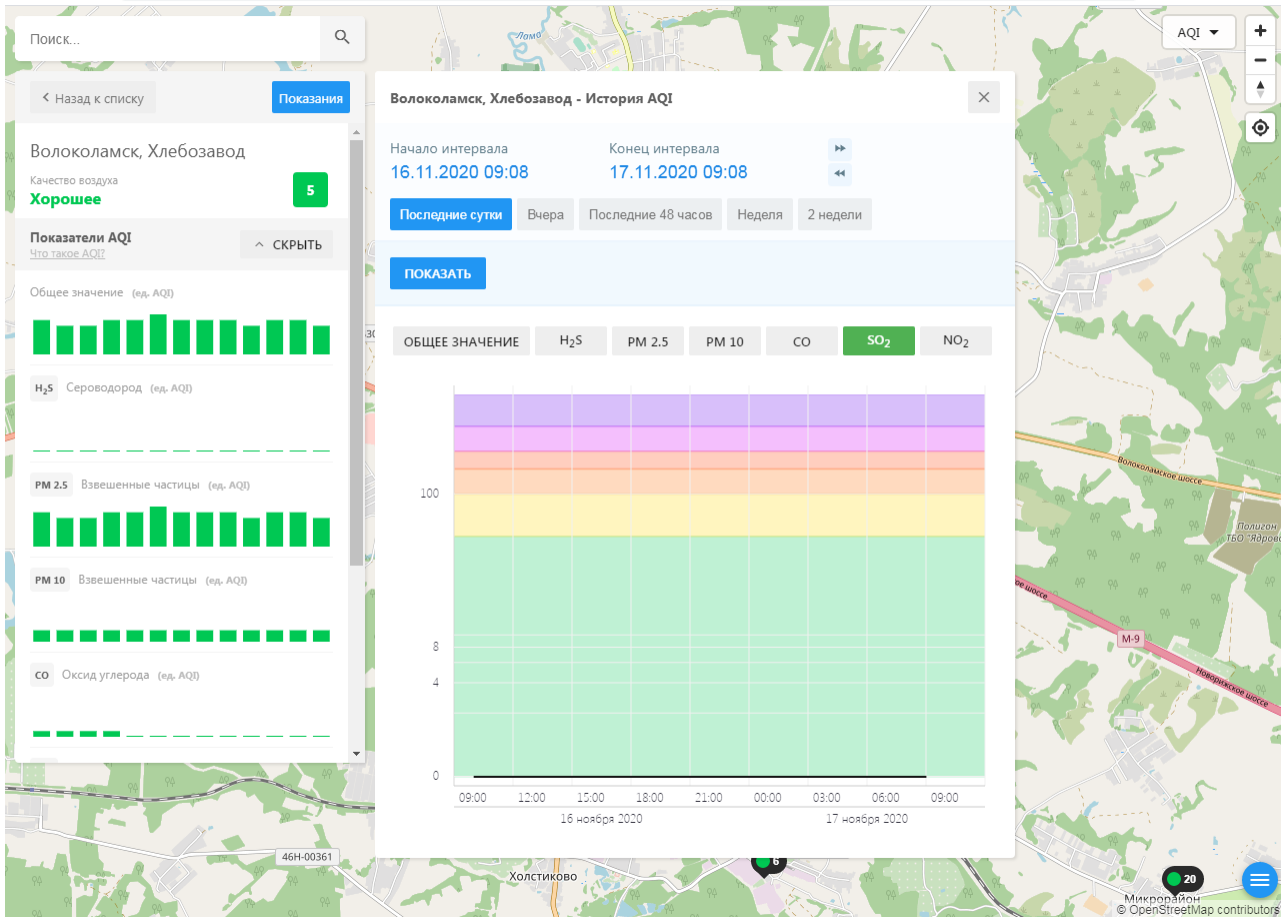 Поиск...
AQI
Назад к списку
Показания
Волоколамск, Хлебозавод
Качество воздуха
Хорошее
5
Показатели AQI
Что такое AQI?
СКРЫТЬ
Общее значение (ед. AQI)
H2S Сероводород (ед. AQI)
PM 2.5 Взвешенные частицы (ед. AQI)
PM 10 Взвешенные частицы (ед. AQI)
CO Оксид углерода (ед. AQI)
Волоколамск, Хлебозавод - История AQI
Начало интервала
Конец интервала
16.11.2020 09:08
17.11.2020 09:08
Последние сутки
Вчера
Последние 48 часов
Неделя
2 недели
ПОКАЗАТЬ
ОБЩЕЕ ЗНАЧЕНИЕ
H2S
PM 2.5
PM 10
CO
SO2
NO2
100
8
4
0
09:00 12:00 15:00 18:00 21:00 00:00 03:00 06:00 09:00
16 ноября 2020
17 ноября 2020
Волоколамское шоссе
Полигон
ТБО "Ядрово
М-9
Новорижское шоссе
46Н-00361
Холстиково
6
20
Микрорайон
© OpenStreetMap contributors